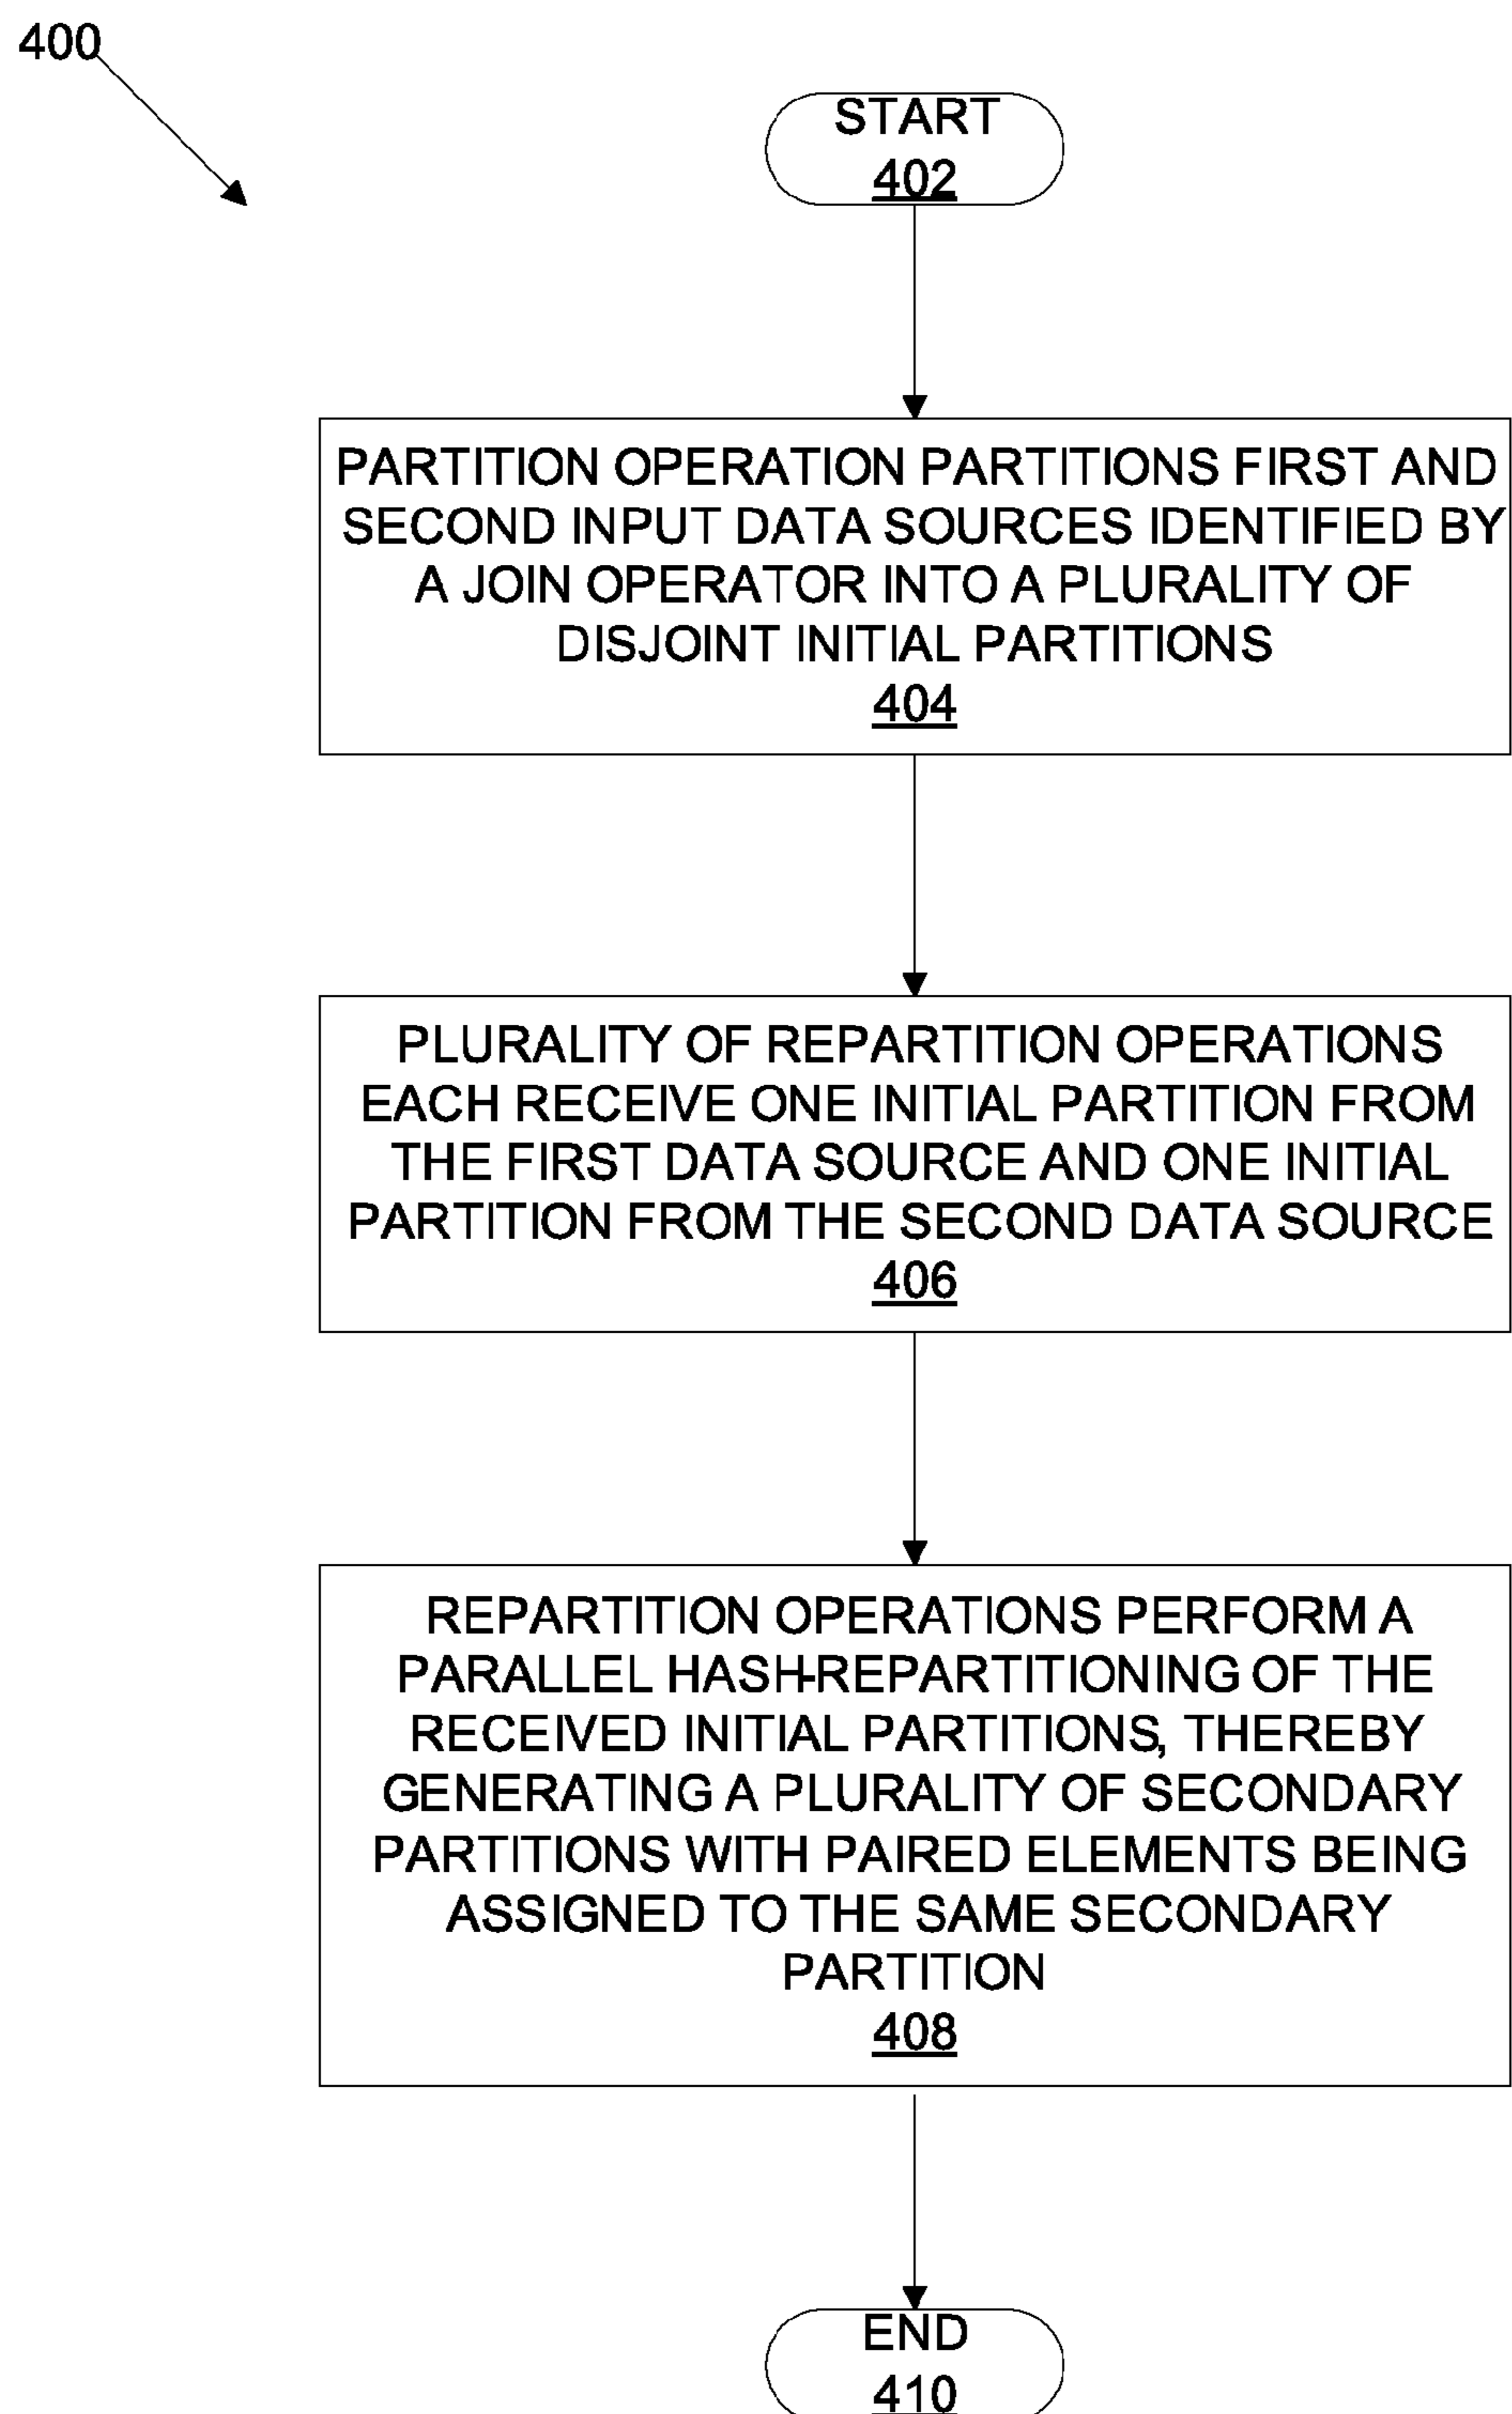 400
START
402
PARTITION OPERATION PARTITIONS FIRST AND
SECOND INPUT DATA SOURCES IDENTIFIED BY
A JOIN OPERATOR INTO A PLURALITY OF
DISJOINT INITIAL PARTITIONS
404
PLURALITY OF REPARTITION OPERATIONS
EACH RECEIVE ONE INITIAL PARTITION FROM
THE FIRST DATA SOURCE AND ONE INITIAL
PARTITION FROM THE SECOND DATA SOURCE
406
REPARTITION OPERATIONS PERFORM A
PARALLEL HASH-REPARTITIONING OF THE
RECEIVED INITIAL PARTITIONS, THEREBY
GENERATING A PLURALITY OF SECONDARY
PARTITIONS WITH PAIRED ELEMENTS BEING
ASSIGNED TO THE SAME SECONDARY
PARTITION
408
END
410